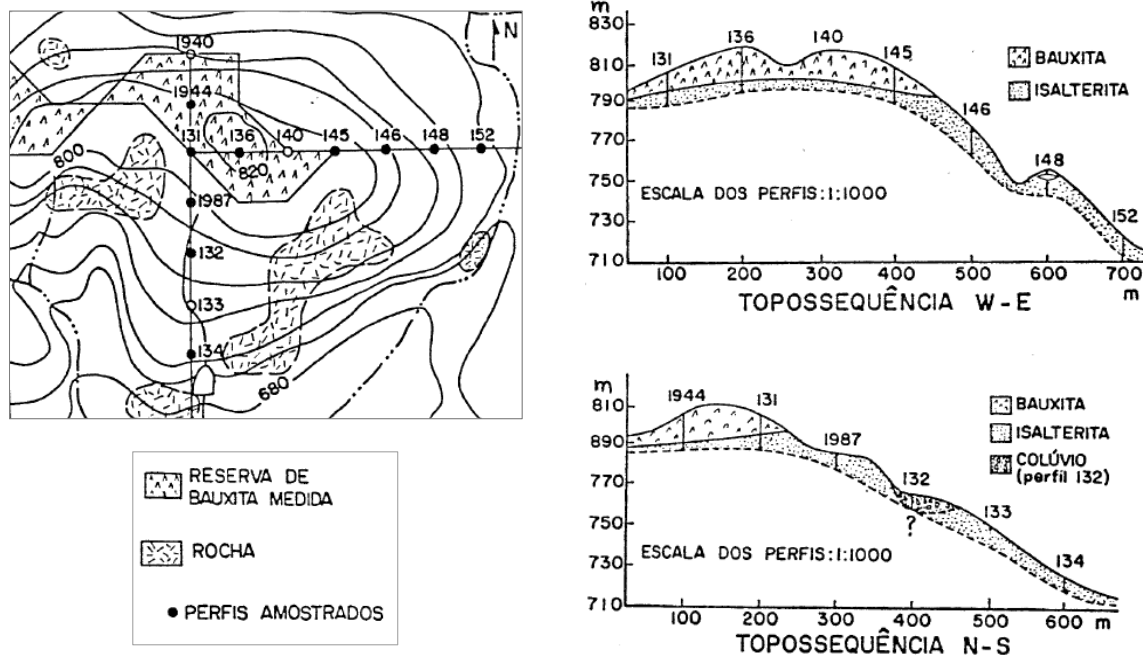 N
1940
1944
131 136 140 145 146 148 152
800
820
1987
132
133
134
680
RESERVA DE
BAUXITA MEDIDA
ROCHA
PERFIS AMOSTRADOS
m
830
810
790
770
750
730
710
131
136
140
145
146
148
152
BAUXITA
ISALTERITA
ESCALA DOS PERFIS:1:1000
100 200 300 400 500 600 700
m
TOPOSSEQUÊNCIA W-E
m
810
890
770
750
730
710
1944
131
1987
132
?
133
134
BAUXITA
ISALTERITA
COLÚVIO
(perfil 132)
ESCALA DOS PERFIS:1:1000
100 200 300 400 500 600 m
TOPOSSEQUÊNCIA N-S